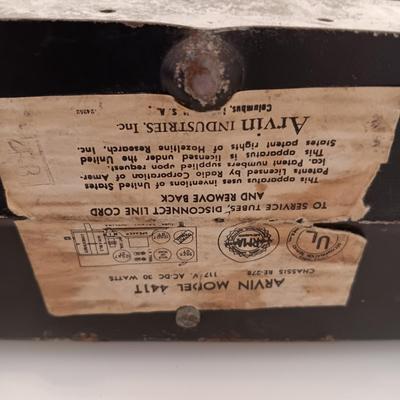 ARVIN MODEL 441T
CHASSIS RE-278 117 V. AC-DC 30 WATTS
UL
RMA
TO SERVICE TUBES, DISCONNECT LINE CORD
AND REMOVE BACK
This apparatus uses inventions of United States
Patents Licensed by Radio Corporation of Amer-
ica. Patent Numbers supplied upon request.
This apparatus is licensed under the United
States patent rights of Hazeltine Research, Inc.
Arvin INDUSTRIES, Inc.
Columbus, U. S. A.